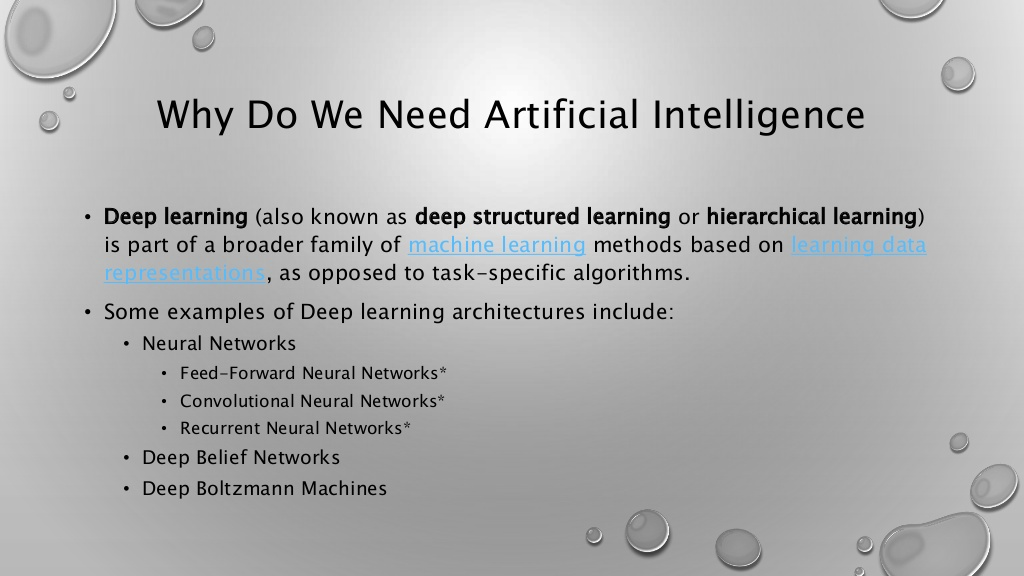 Why Do We Need Artificial Intelligence
• Deep learning (also known as deep structured learning or hierarchical learning)
is part of a broader family of machine learning methods based on learning data
representations, as opposed to task-specific algorithms.
• Some examples of Deep learning architectures include:
• Neural Networks
• Feed-Forward Neural Networks*
• Convolutional Neural Networks*
• Recurrent Neural Networks*
• Deep Belief Networks
• Deep Boltzmann Machines